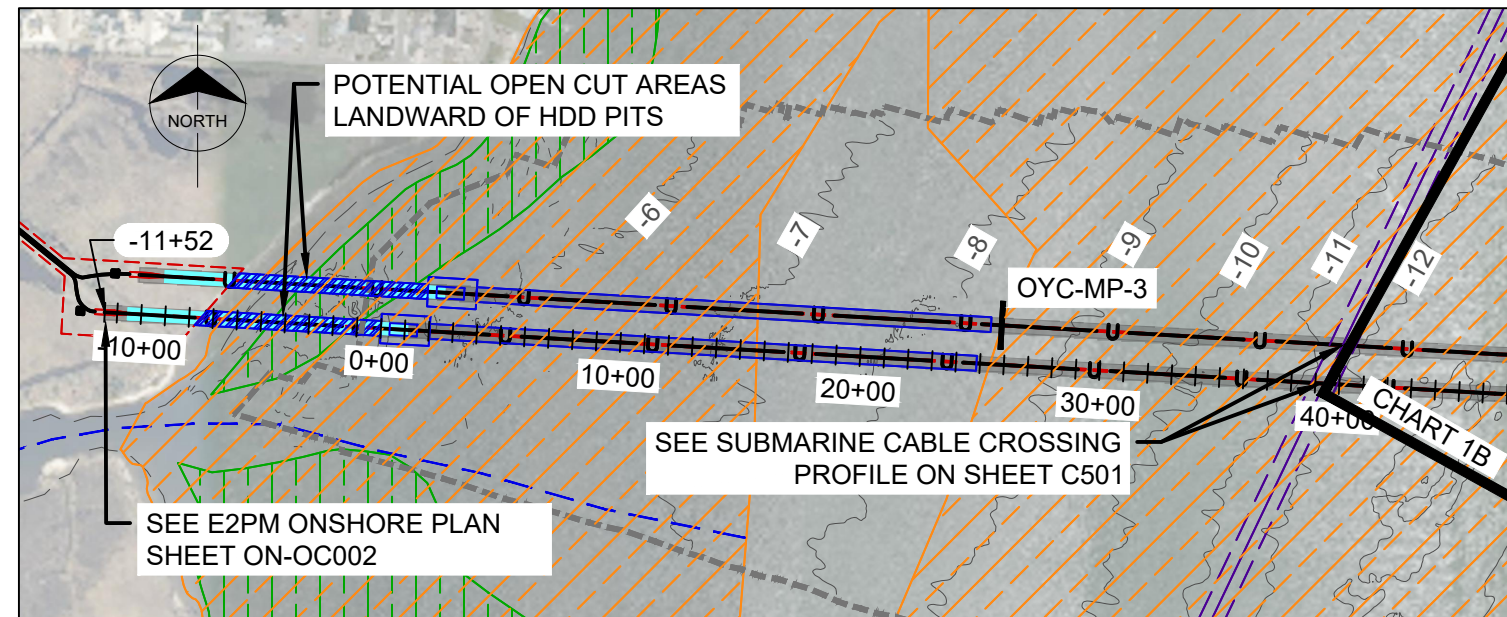 POTENTIAL OPEN CUT AREAS
LANDWARD OF HDD PITS
NORTH
-6
-7
-8
-9
-10
-11
-12
-11+52
OYC-MP-3
-10+00
0+00
10+00
20+00
30+00
40+00
CHART 1B
SEE SUBMARINE CABLE CROSSING
PROFILE ON SHEET C501
SEE E2PM ONSHORE PLAN
SHEET ON-OC002